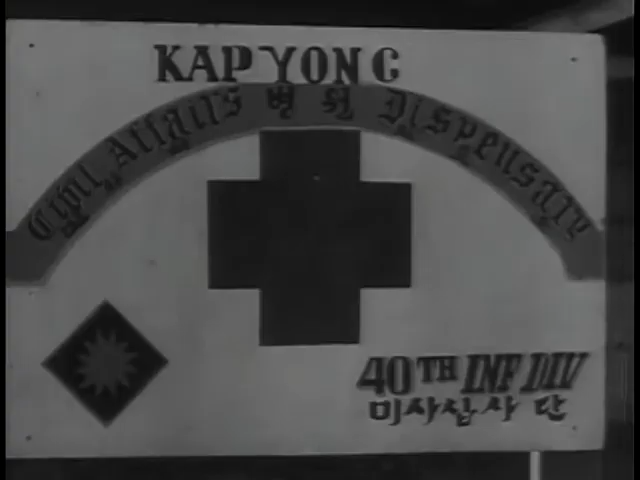 KAPYONG
Civil Affairs 병 원 Dispensary
40TH INF DIV
미사십사단